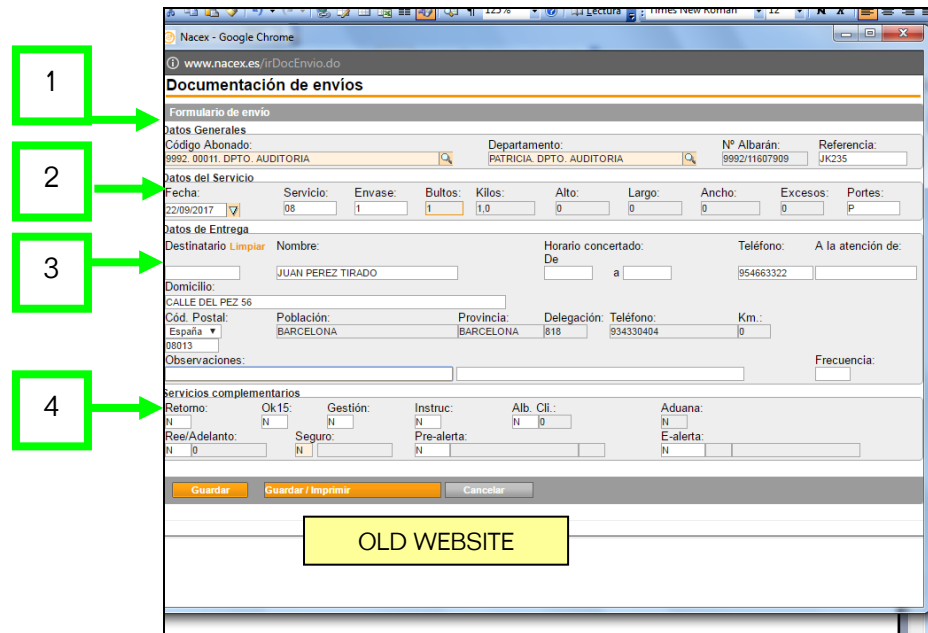 125%
Lectura
Times New Roman
12
N
Nacex - Google Chrome
www.nacex.es/irDocEnvio.do
Documentación de envíos
Formulario de envío
Datos Generales
Código Abonado: Departamento: Nº Albarán: Referencia:
9992. 00011. DPTO. AUDITORIA PATRICIA. DPTO. AUDITORIA 9992/11607909 JK235
Datos del Servicio
Fecha: Servicio: Envase: Bultos: Kilos: Alto: Largo: Ancho: Excesos: Portes:
22/09/2017 08 1 1 1,0 0 0 0 0 P
Datos de Entrega
Destinatario Limpiar Nombre: Horario concertado: Teléfono: A la atención de:
De
JUAN PEREZ TIRADO a 954663322
Domicilio:
CALLE DEL PEZ 56
Cód. Postal: Población: Provincia: Delegación: Teléfono: Km.:
España BARCELONA BARCELONA 818 934330404 0
08013
Observaciones: Frecuencia:
Servicios complementarios
Retorno: Ok15: Gestión: Instruc: Alb. Cli.: Aduana:
N N N N N 0 N
Ree/Adelanto: Seguro: Pre-alerta: E-alerta:
N 0 N N N
Guardar Guardar / Imprimir Cancelar
OLD WEBSITE
1
2
3
4